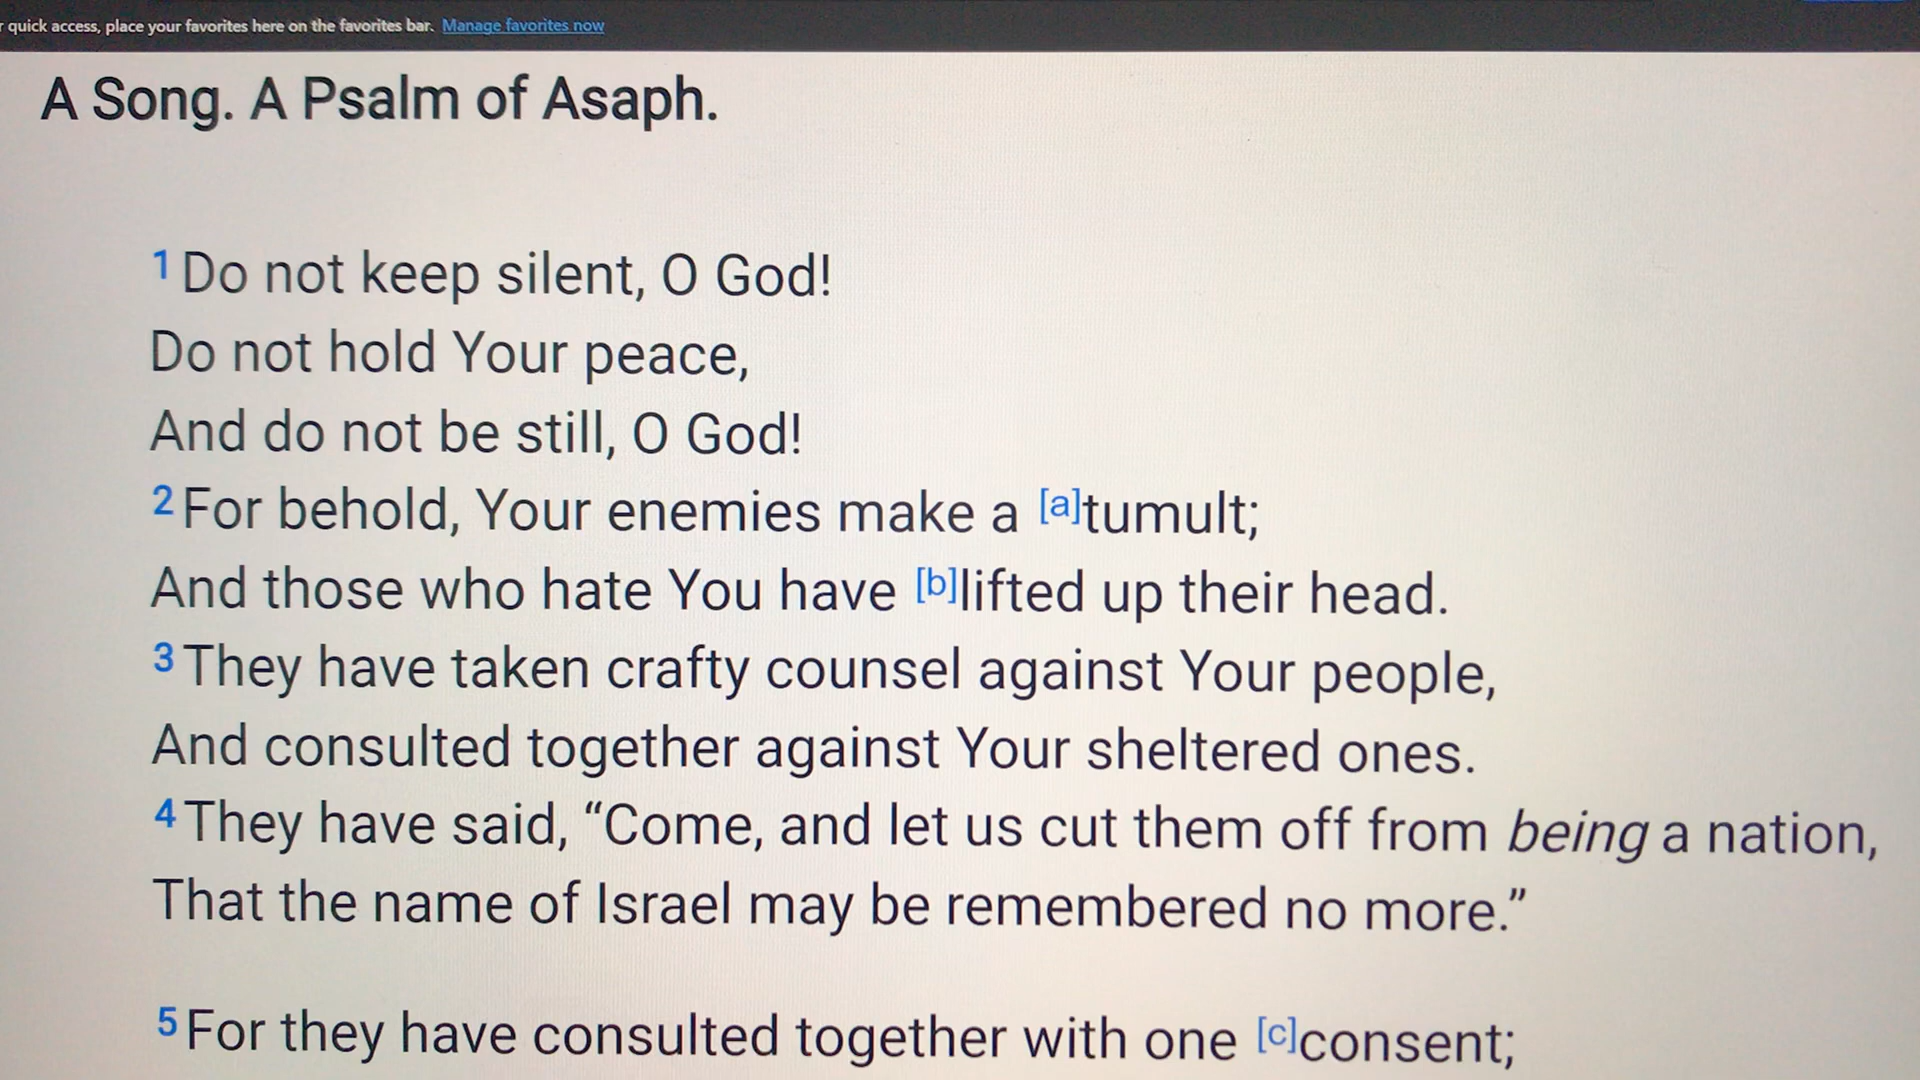 quick access, place your favorites here on the favorites bar. Manage favorites now
A Song. A Psalm of Asaph.
1 Do not keep silent, O God!
Do not hold Your peace,
And do not be still, O God!
2 For behold, Your enemies make a [a]tumult;
And those who hate You have [b]lifted up their head.
3 They have taken crafty counsel against Your people,
And consulted together against Your sheltered ones.
4 They have said, “Come, and let us cut them off from being a nation,
That the name of Israel may be remembered no more.”
5 For they have consulted together with one [c]consent;